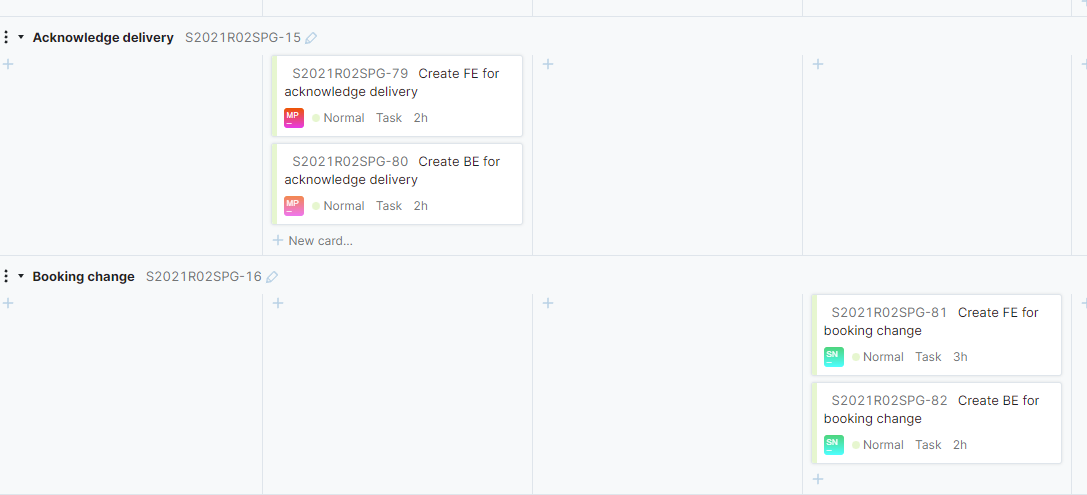 Acknowledge delivery S2021R02SPG-15
S2021R02SPG-79 Create FE for
acknowledge delivery
MP Normal Task 2h
S2021R02SPG-80 Create BE for
acknowledge delivery
MP Normal Task 2h
+ New card...
Booking change S2021R02SPG-16
S2021R02SPG-81 Create FE for
booking change
SN Normal Task 3h
S2021R02SPG-82 Create BE for
booking change
SN Normal Task 2h